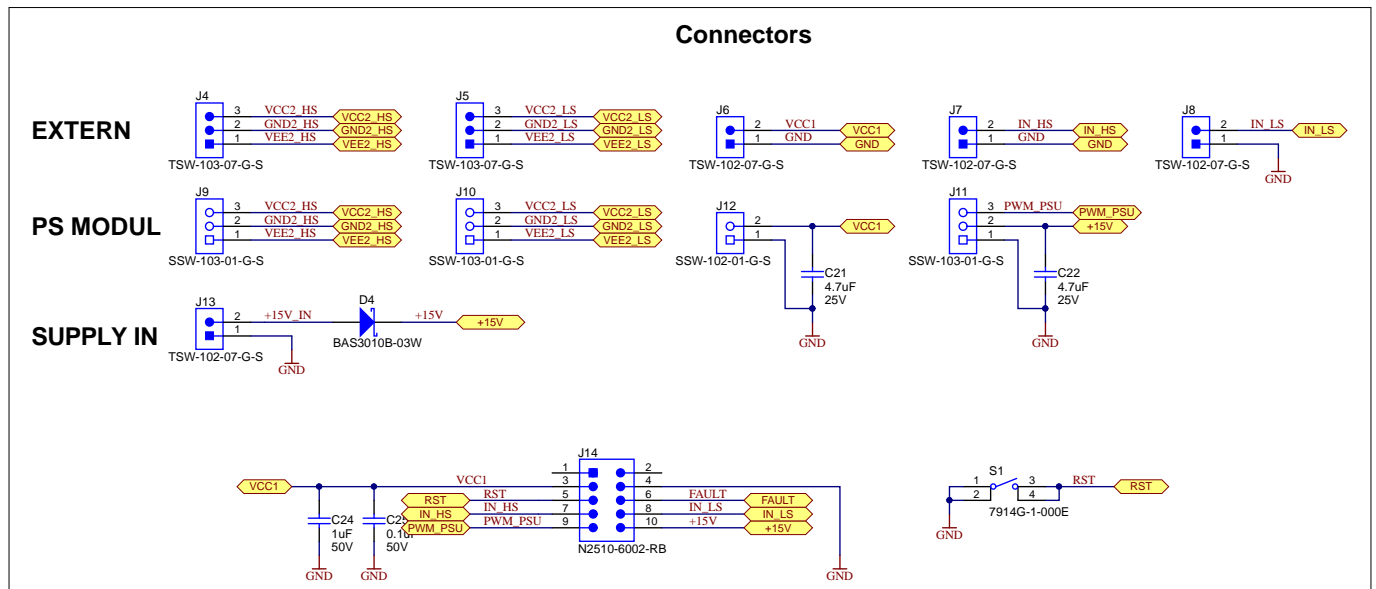 Connectors
EXTERN
J4
3 VCC2_HS VCC2_HS
2 GND2_HS GND2_HS
1 VEE2_HS VEE2_HS
TSW-103-07-G-S
J5
3 VCC2_LS VCC2_LS
2 GND2_LS GND2_LS
1 VEE2_LS VEE2_LS
TSW-103-07-G-S
J6
2 VCC1 VCC1
1 GND GND
TSW-102-07-G-S
J7
2 IN_HS IN_HS
1 GND GND
TSW-102-07-G-S
J8
2 IN_LS IN_LS
1
TSW-102-07-G-S
GND
PS MODUL
J9
3 VCC2_HS VCC2_HS
2 GND2_HS GND2_HS
1 VEE2_HS VEE2_HS
SSW-103-01-G-S
J10
3 VCC2_LS VCC2_LS
2 GND2_LS GND2_LS
1 VEE2_LS VEE2_LS
SSW-103-01-G-S
J12
2 VCC1
1
SSW-102-01-G-S
C21
4.7uF
25V
GND
J11
3 PWM_PSU PWM_PSU
2 +15V
1
SSW-103-01-G-S
C22
4.7uF
25V
GND
SUPPLY IN
J13
2 +15V_IN
1
TSW-102-07-G-S
GND
D4
+15V +15V
BAS3010B-03W
J14
1 2
VCC1 VCC1 3 4
RST RST 5 6 FAULT FAULT
IN_HS IN_HS 7 8 IN_LS IN_LS
PWM_PSU PWM_PSU 9 10 +15V +15V
N2510-6002-RB
C24
1uF
50V
GND
C25
0.1uF
50V
GND
GND
S1
1 3 RST RST
2 4
7914G-1-000E
GND